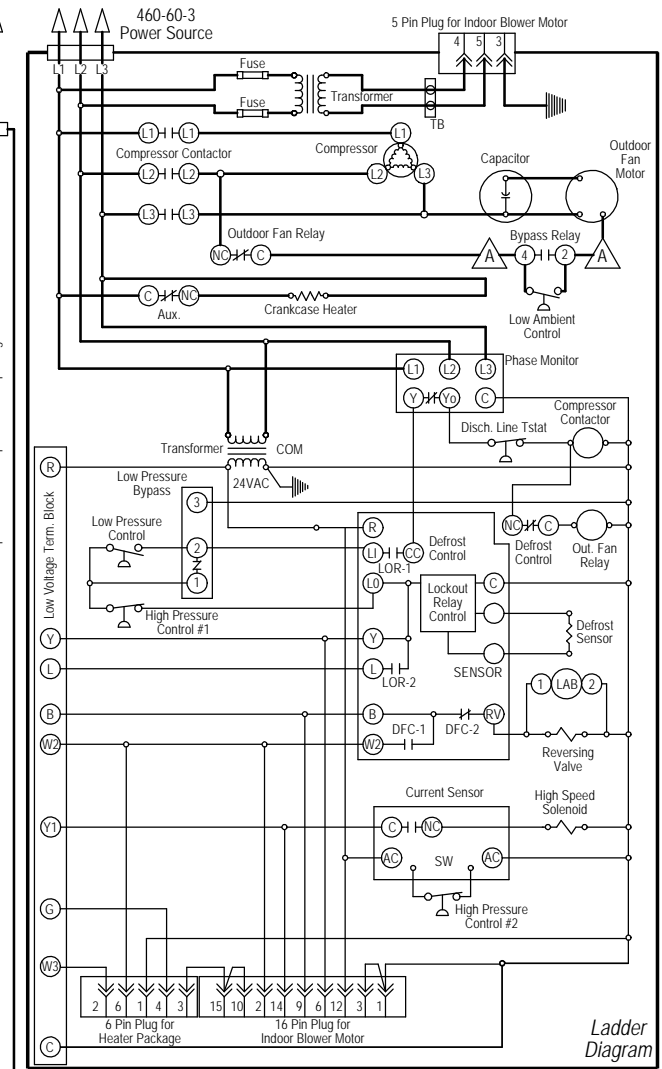 460-60-3
Power Source
5 Pin Plug for Indoor Blower Motor
4 5 3
L1 L2 L3
Fuse
Fuse
Transformer
TB
L1 L1
L1
Compressor Contactor
Compressor
L2 L2
L2 L3
L3 L3
Capacitor
Outdoor
Fan
Motor
Outdoor Fan Relay
NC C
A
Bypass Relay
4 2
A
C NC
Aux.
Crankcase Heater
Low Ambient
Control
L1 L2 L3
Phase Monitor
Y Yo C
Disch. Line Tstat
Compressor
Contactor
Transformer
COM
24VAC
R
Low Voltage Term. Block
Low Pressure
Bypass
3
Low Pressure
Control
2
1
High Pressure
Control #1
R
LI CC
LOR-1
Defrost
Control
NC C
Defrost
Control
Out. Fan
Relay
L0
Lockout
Relay
Control
C
Defrost
Sensor
SENSOR
Y
Y
L
L
LOR-2
B
B
DFC-1
DFC-2
RV
1 LAB 2
Reversing
Valve
W2
W2
Current Sensor
High Speed
Solenoid
Y1
C NC
AC
SW
AC
High Pressure
Control #2
G
W3
2 6 1 4 3
15 10 2 14 9 6 12 3 1
6 Pin Plug for
Heater Package
16 Pin Plug for
Indoor Blower Motor
C
Ladder
Diagram